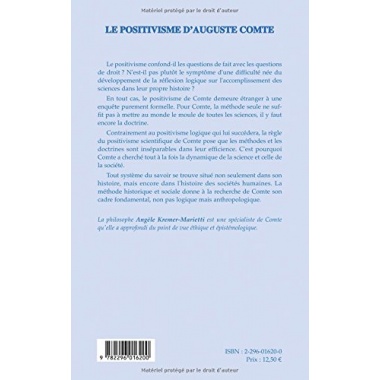 Matériel protégé par le droit d'auteur
LE POSITIVISME D'AUGUSTE COMTE
Le positivisme confond-il les questions de fait avec les questions
de droit ? N'est-il pas plutôt le symptôme d'une difficulté née du
développement de la réflexion logique sur l'accomplissement des
sciences dans leur propre histoire ?
En tout cas, le positivisme de Comte demeure étranger à une
enquête purement formelle. Pour Comte, la méthode seule ne suf-
fit pas à mettre au monde le moule de toutes les sciences, il y faut
encore la doctrine.
Contrairement au positivisme logique qui lui succédera, la règle
du positivisme scientifique de Comte pose que les méthodes et les
doctrines sont inséparables dans leur efficience. C'est pourquoi
Comte a cherché tout à la fois la dynamique de la science et celle de
la société.
Tout système du savoir se trouve situé non seulement dans son
histoire, mais encore dans l'histoire des sociétés humaines. La
méthode historique et sociale donne à la recherche de Comte son
cadre fondamental, non pas logique mais anthropologique.
La philosophe Angèle Kremer-Marietti est une spécialiste de Comte
qu'elle a approfondi du point de vue éthique et épistémologique.
9 782296 016200
ISBN : 2-296-01620-0
Prix : 12,50 €
Matériel protégé par le droit d'auteur